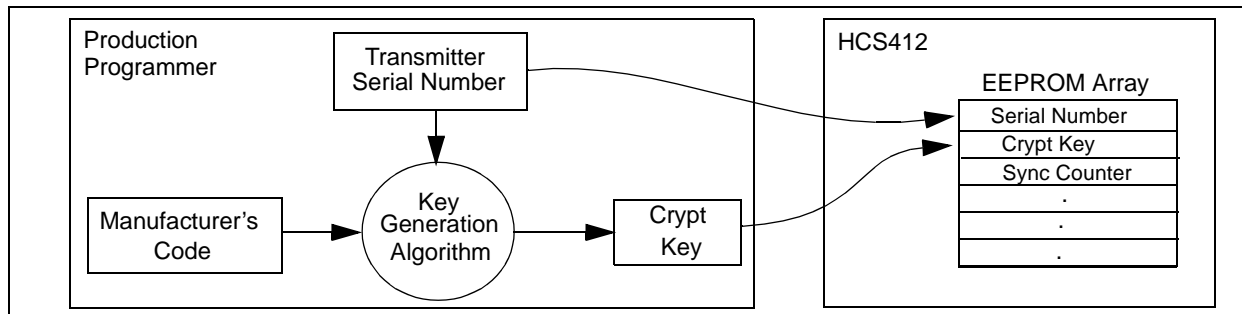 Production
Programmer
Transmitter
Serial Number
Manufacturer’s
Code
Key
Generation
Algorithm
Crypt
Key
HCS412
EEPROM Array
Serial Number
Crypt Key
Sync Counter
.
.
.